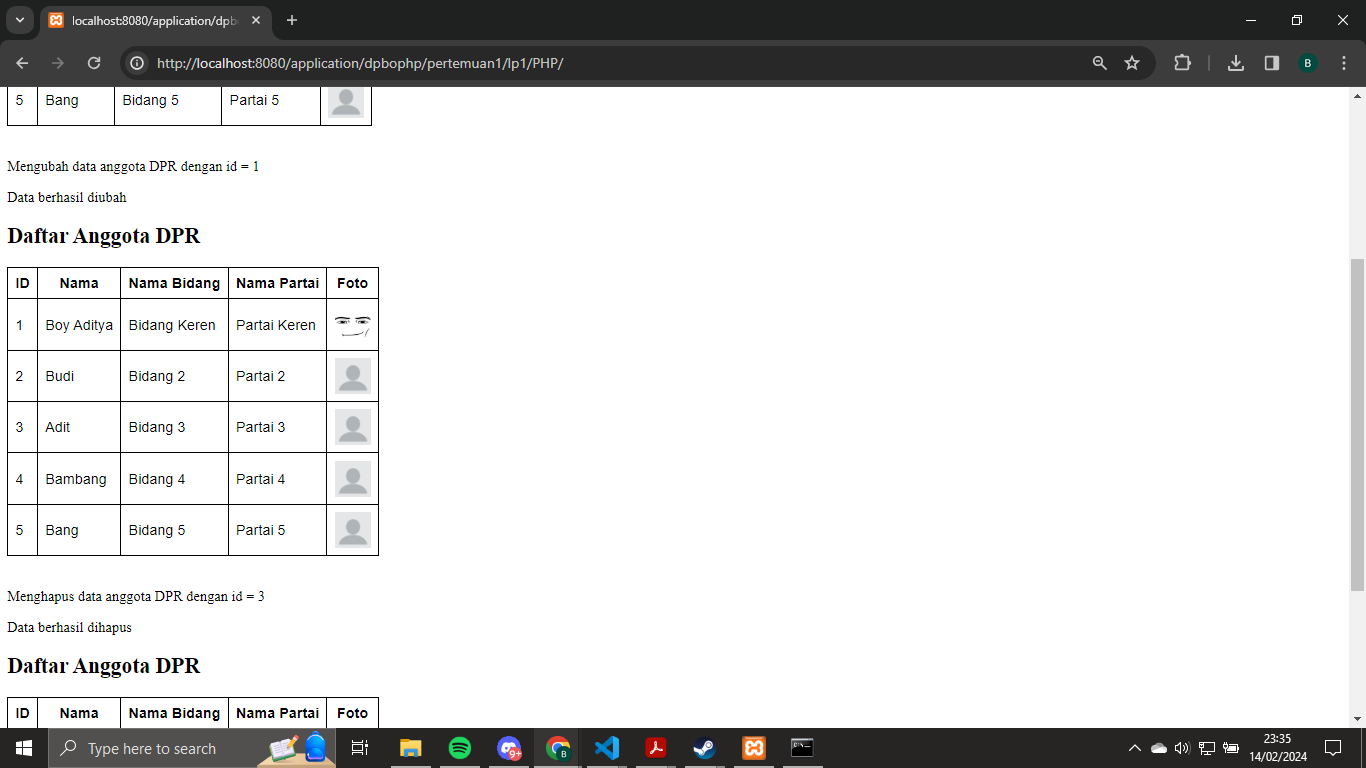 localhost:8080/application/dpb
http://localhost:8080/application/dpbophp/pertemuan1/lp1/PHP/
B
5 Bang Bidang 5 Partai 5
Mengubah data anggota DPR dengan id = 1
Data berhasil diubah
Daftar Anggota DPR
ID Nama Nama Bidang Nama Partai Foto
1 Boy Aditya Bidang Keren Partai Keren
2 Budi Bidang 2 Partai 2
3 Adit Bidang 3 Partai 3
4 Bambang Bidang 4 Partai 4
5 Bang Bidang 5 Partai 5
Menghapus data anggota DPR dengan id = 3
Data berhasil dihapus
Daftar Anggota DPR
ID Nama Nama Bidang Nama Partai Foto
Type here to search
9+
B
23:35
14/02/2024